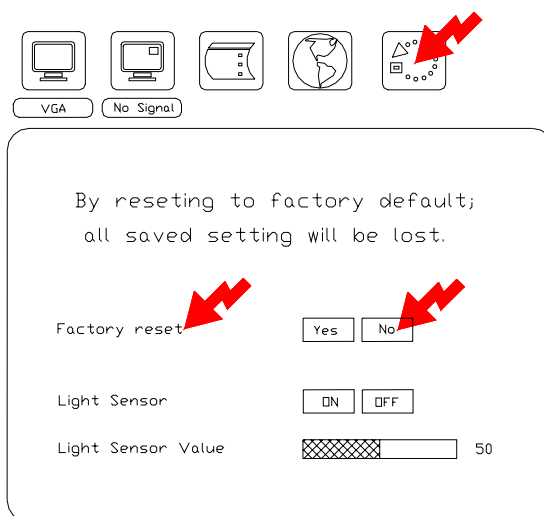 VGA
No Signal
By reseting to factory default;
all saved setting will be lost.
Factory reset
Yes No
Light Sensor
ON OFF
Light Sensor Value
50